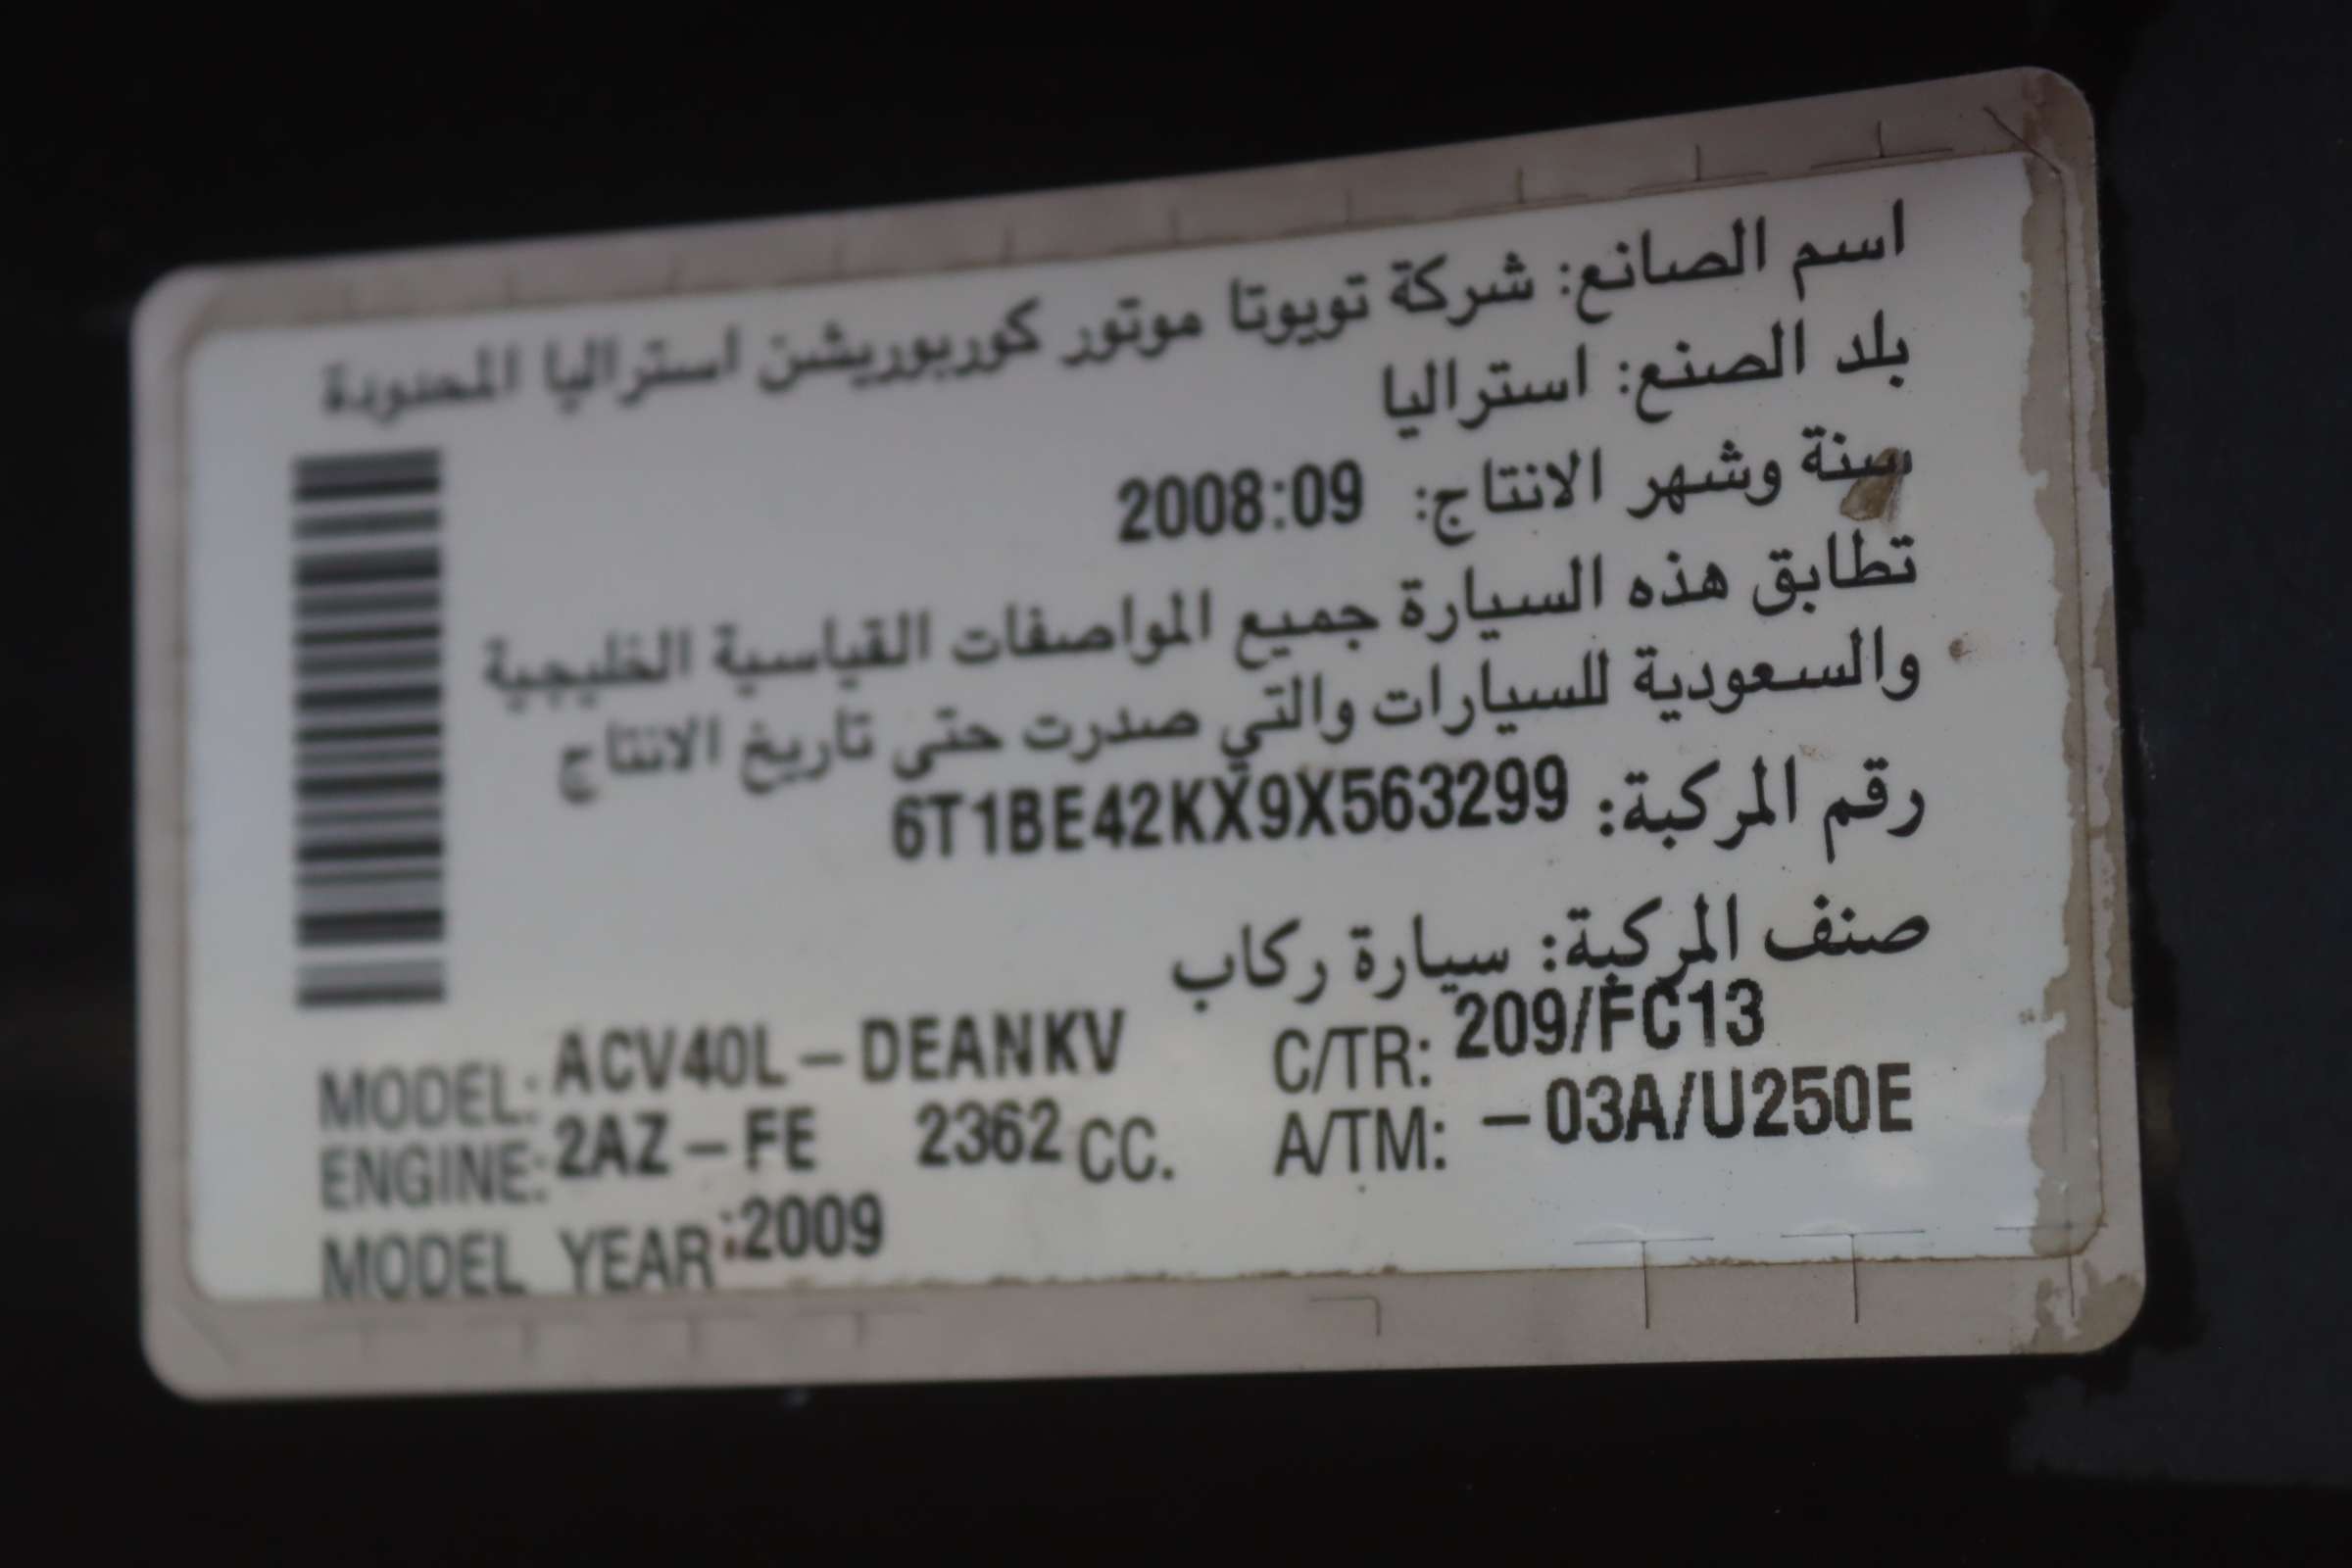 اسم الصانع: شركة تويوتا موتور كوربوريشن استراليا المحدودة
بلد الصنع: استراليا
سنة وشهر الانتاج: 2008:09
تطابق هذه السيارة جميع المواصفات القياسية الخليجية
والسعودية للسيارات والتي صدرت حتى تاريخ الانتاج
رقم المركبة: 6T1BE42KX9X563299
صنف المركبة: سيارة ركاب
MODEL: ACV40L-DEANKV C/TR: 209/FC13
ENGINE: 2AZ-FE 2362 CC. A/TM: -03A/U250E
MODEL YEAR: 2009